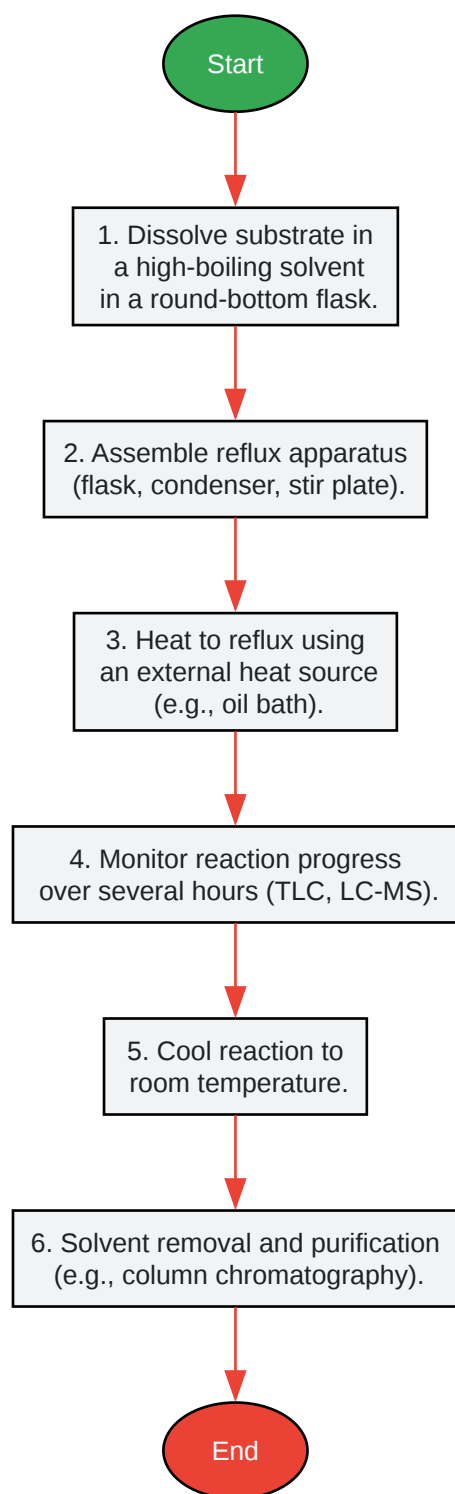 Start
1. Dissolve substrate in
a high-boiling solvent
in a round-bottom flask.
2. Assemble reflux apparatus
(flask, condenser, stir plate).
3. Heat to reflux using
an external heat source
(e.g., oil bath).
4. Monitor reaction progress
over several hours (TLC, LC-MS).
5. Cool reaction to
room temperature.
6. Solvent removal and purification
(e.g., column chromatography).
End